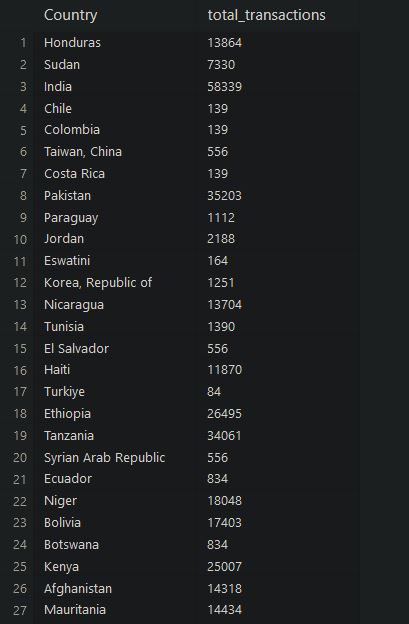 Country total_transactions
1 Honduras 13864
2 Sudan 7330
3 India 58339
4 Chile 139
5 Colombia 139
6 Taiwan, China 556
7 Costa Rica 139
8 Pakistan 35203
9 Paraguay 1112
10 Jordan 2188
11 Eswatini 164
12 Korea, Republic of 1251
13 Nicaragua 13704
14 Tunisia 1390
15 El Salvador 556
16 Haiti 11870
17 Turkiye 84
18 Ethiopia 26495
19 Tanzania 34061
20 Syrian Arab Republic 556
21 Ecuador 834
22 Niger 18048
23 Bolivia 17403
24 Botswana 834
25 Kenya 25007
26 Afghanistan 14318
27 Mauritania 14434